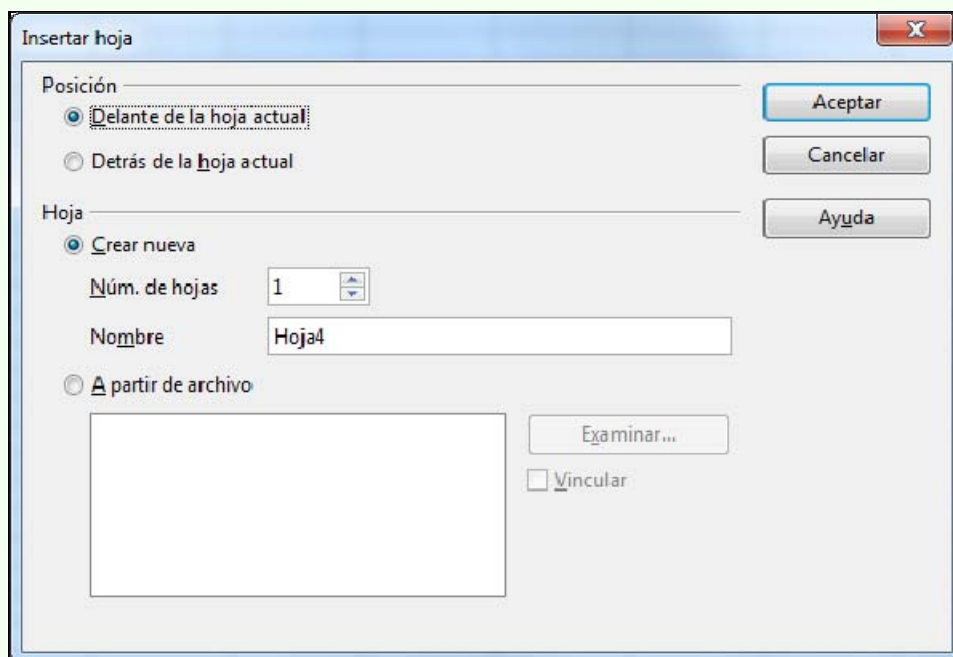 Insertar hoja
Posición
Delante de la hoja actual
Detrás de la hoja actual
Aceptar
Cancelar
Ayuda
Hoja
Crear nueva
Núm. de hojas 1
Nombre Hoja4
A partir de archivo
Examinar...
Vincular